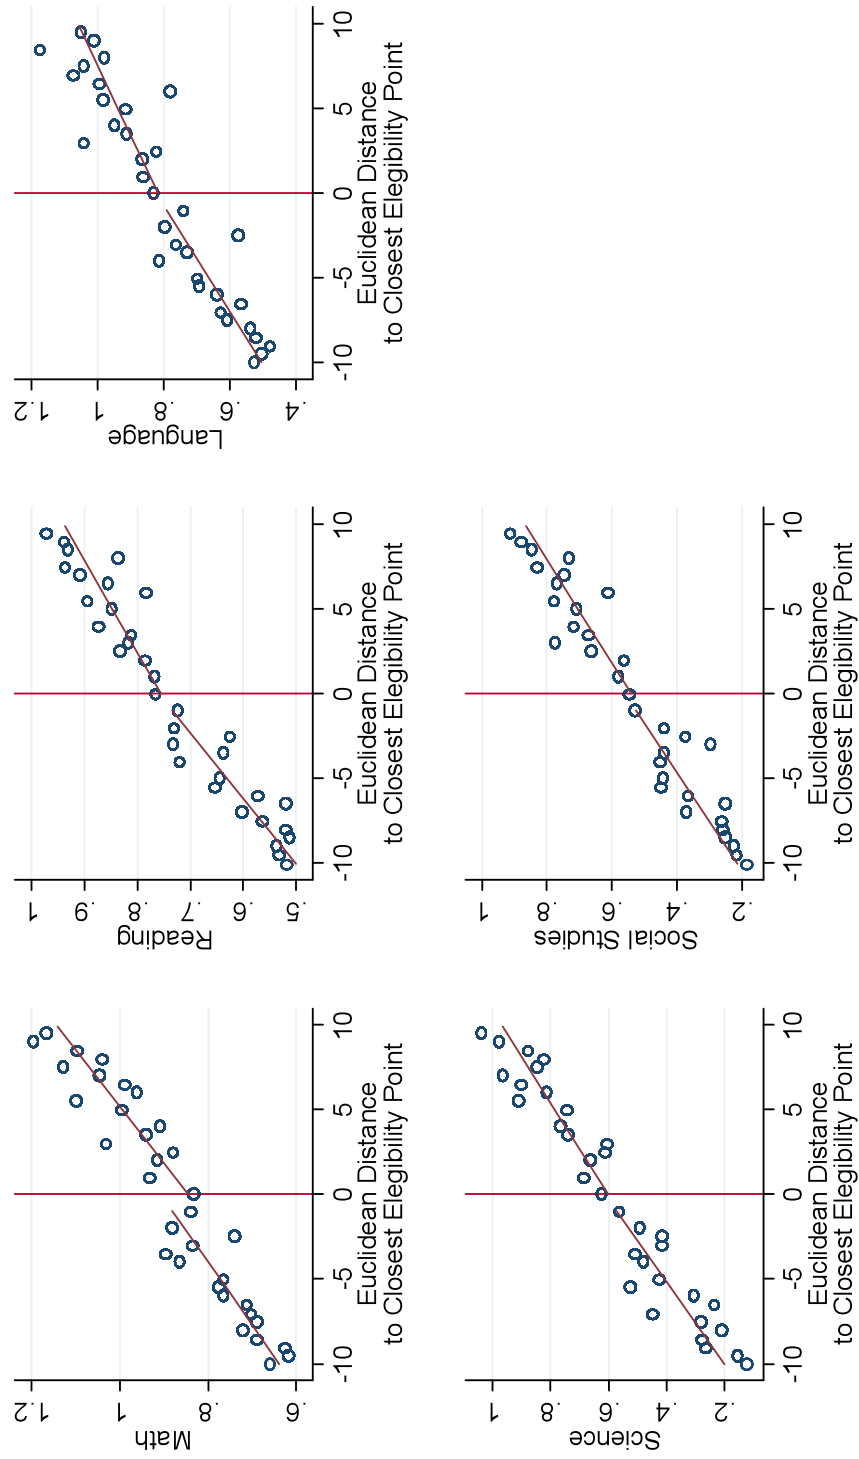 Language
.4 .6 .8 1 1.2
-10 -5 0 5 10
Euclidean Distance
to Closest Elegibility Point
Reading
.5 .6 .7 .8 .9 1
-10 -5 0 5 10
Euclidean Distance
to Closest Elegibility Point
Social Studies
.2 .4 .6 .8 1
-10 -5 0 5 10
Euclidean Distance
to Closest Elegibility Point
Math
.6 .8 1 1.2
-10 -5 0 5 10
Euclidean Distance
to Closest Elegibility Point
Science
.2 .4 .6 .8 1
-10 -5 0 5 10
Euclidean Distance
to Closest Elegibility Point